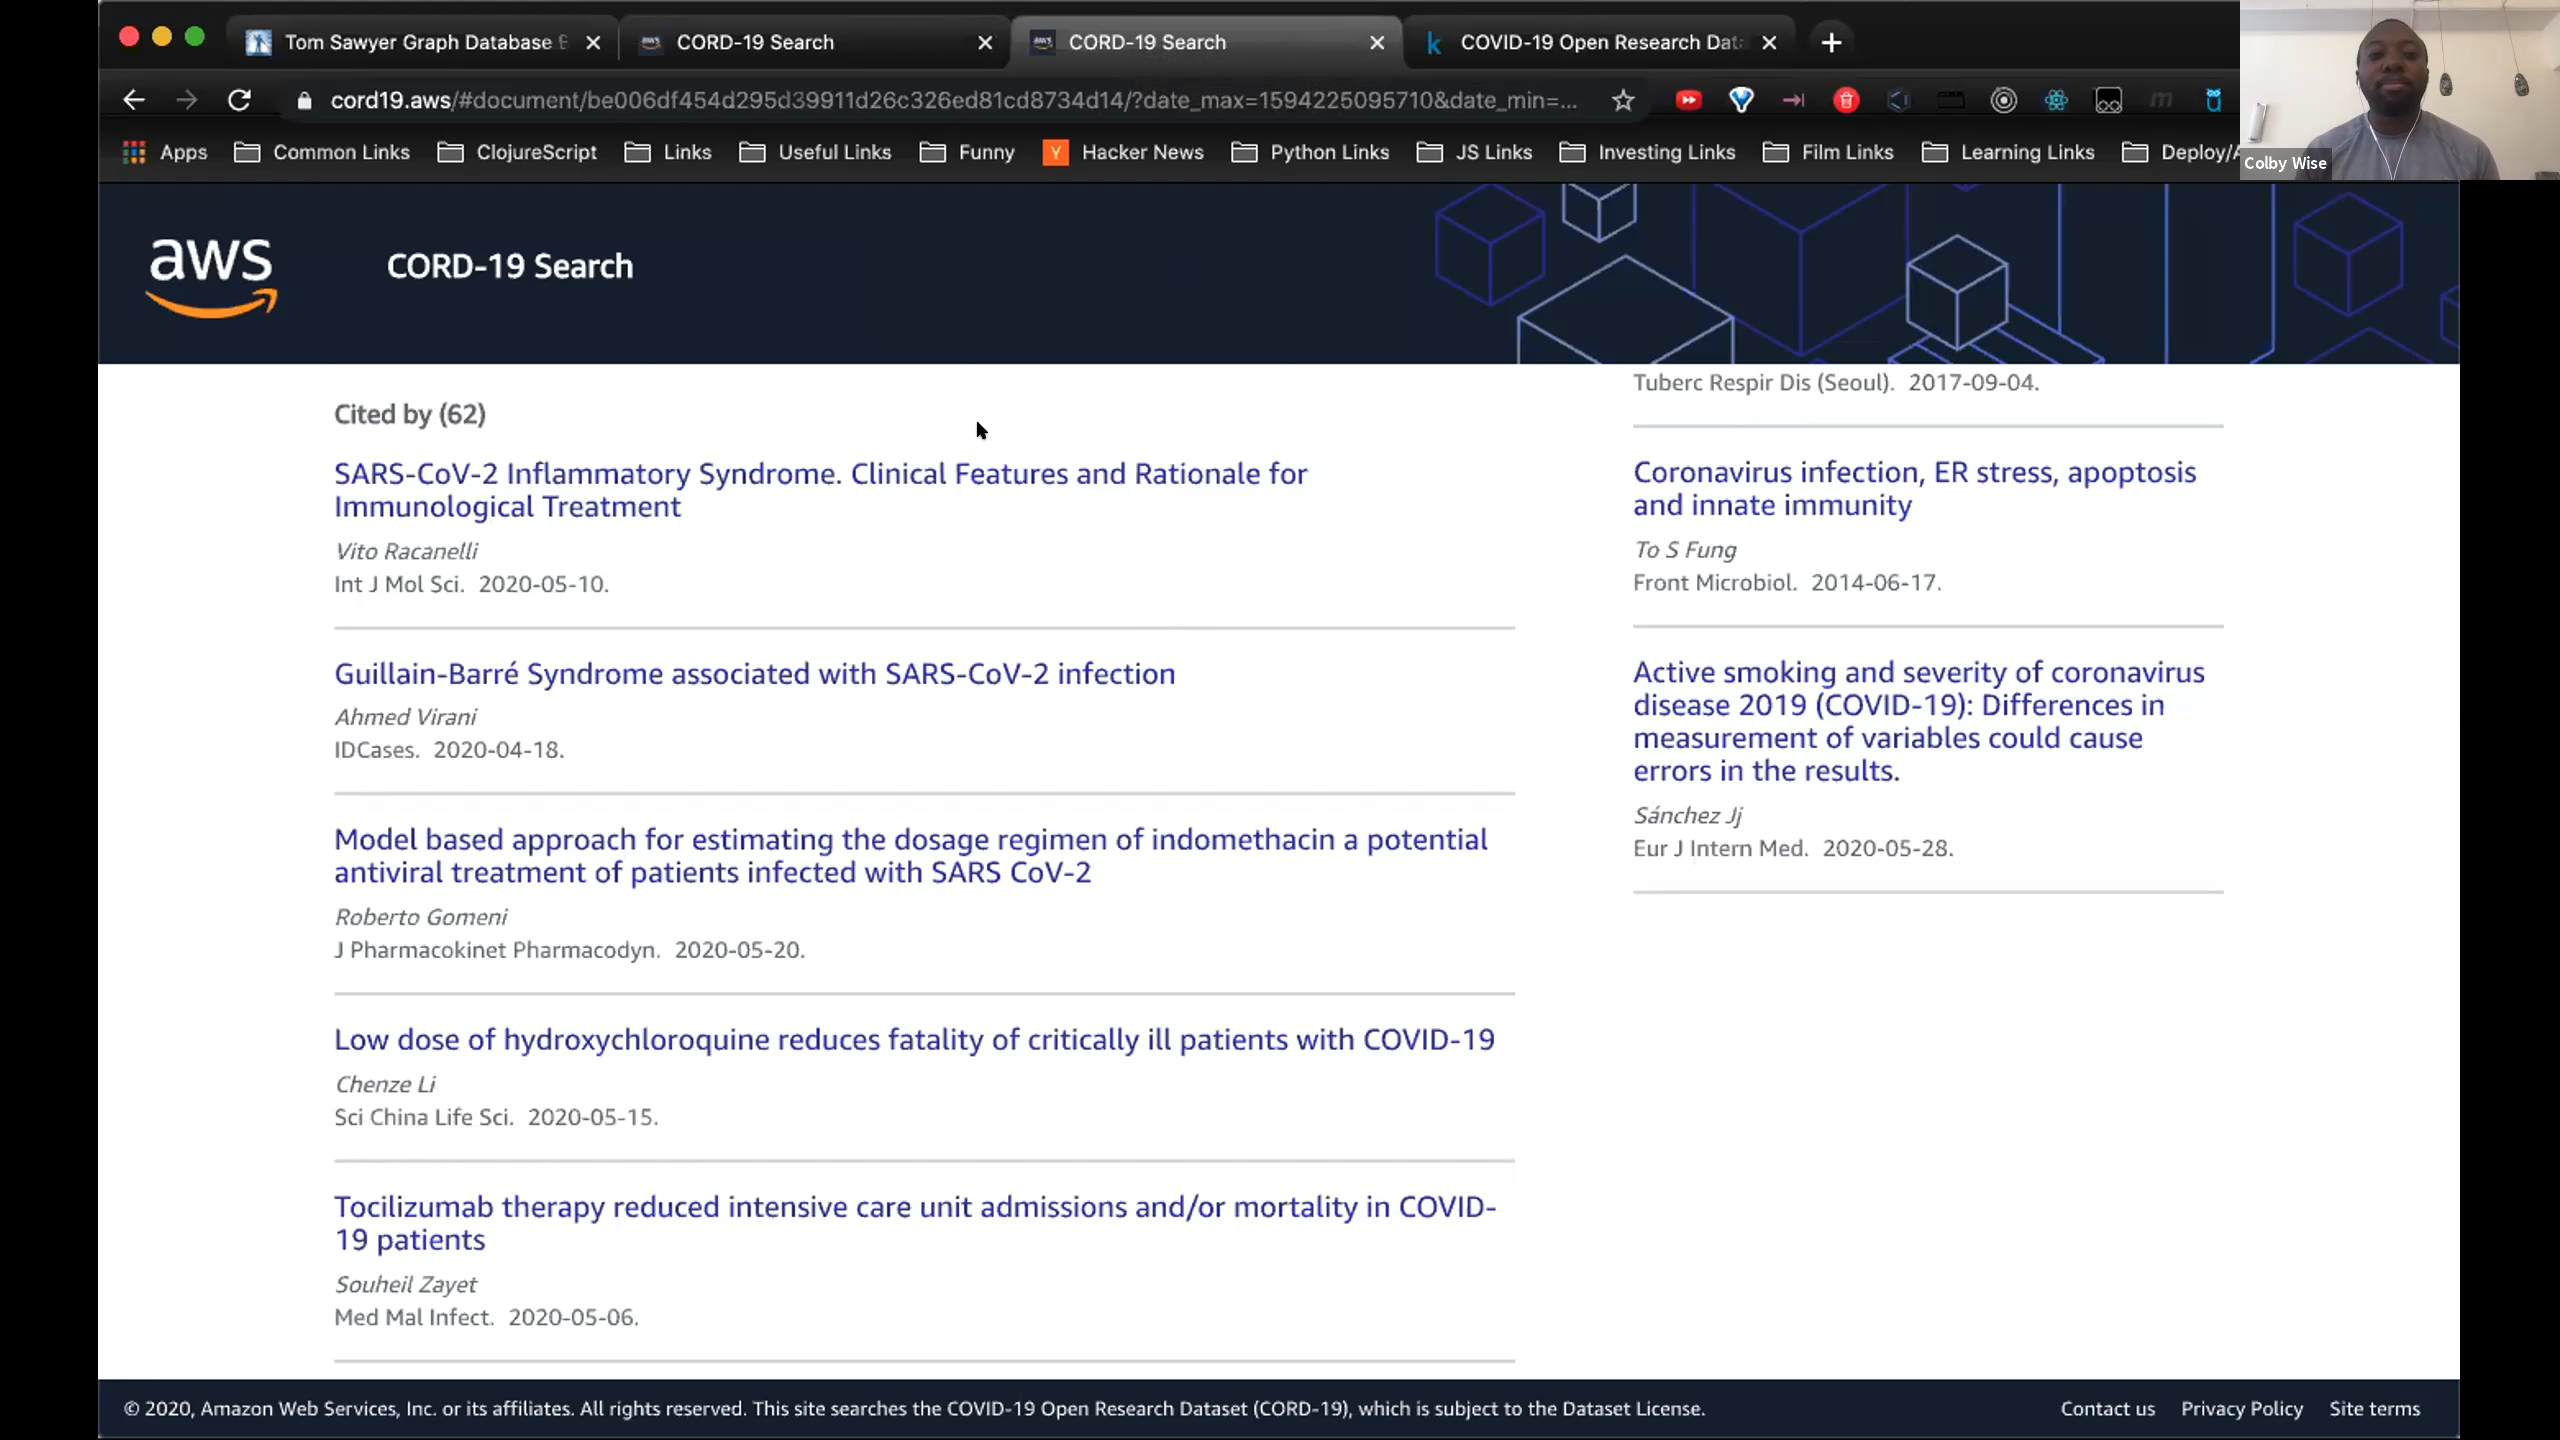 Tom Sawyer Graph Database
CORD-19 Search
CORD-19 Search
COVID-19 Open Research Dat
cord19.aws/#document/be006df454d295d39911d26c326ed81cd8734d14/?date_max=1594225095710&date_min=...
Apps
Common Links
ClojureScript
Links
Useful Links
Funny
Y
Hacker News
Python Links
JS Links
Investing Links
Film Links
Learning Links
Deploy/A
Colby Wise
aws
CORD-19 Search
Cited by (62)
SARS-CoV-2 Inflammatory Syndrome. Clinical Features and Rationale for
Immunological Treatment
Vito Racanelli
Int J Mol Sci. 2020-05-10.
Guillain-Barré Syndrome associated with SARS-CoV-2 infection
Ahmed Virani
IDCases. 2020-04-18.
Model based approach for estimating the dosage regimen of indomethacin a potential
antiviral treatment of patients infected with SARS CoV-2
Roberto Gomeni
J Pharmacokinet Pharmacodyn. 2020-05-20.
Low dose of hydroxychloroquine reduces fatality of critically ill patients with COVID-19
Chenze Li
Sci China Life Sci. 2020-05-15.
Tocilizumab therapy reduced intensive care unit admissions and/or mortality in COVID-
19 patients
Souheil Zayet
Med Mal Infect. 2020-05-06.
Tuberc Respir Dis (Seoul). 2017-09-04.
Coronavirus infection, ER stress, apoptosis
and innate immunity
To S Fung
Front Microbiol. 2014-06-17.
Active smoking and severity of coronavirus
disease 2019 (COVID-19): Differences in
measurement of variables could cause
errors in the results.
Sánchez Jj
Eur J Intern Med. 2020-05-28.
© 2020, Amazon Web Services, Inc. or its affiliates. All rights reserved. This site searches the COVID-19 Open Research Dataset (CORD-19), which is subject to the Dataset License.
Contact us
Privacy Policy
Site terms